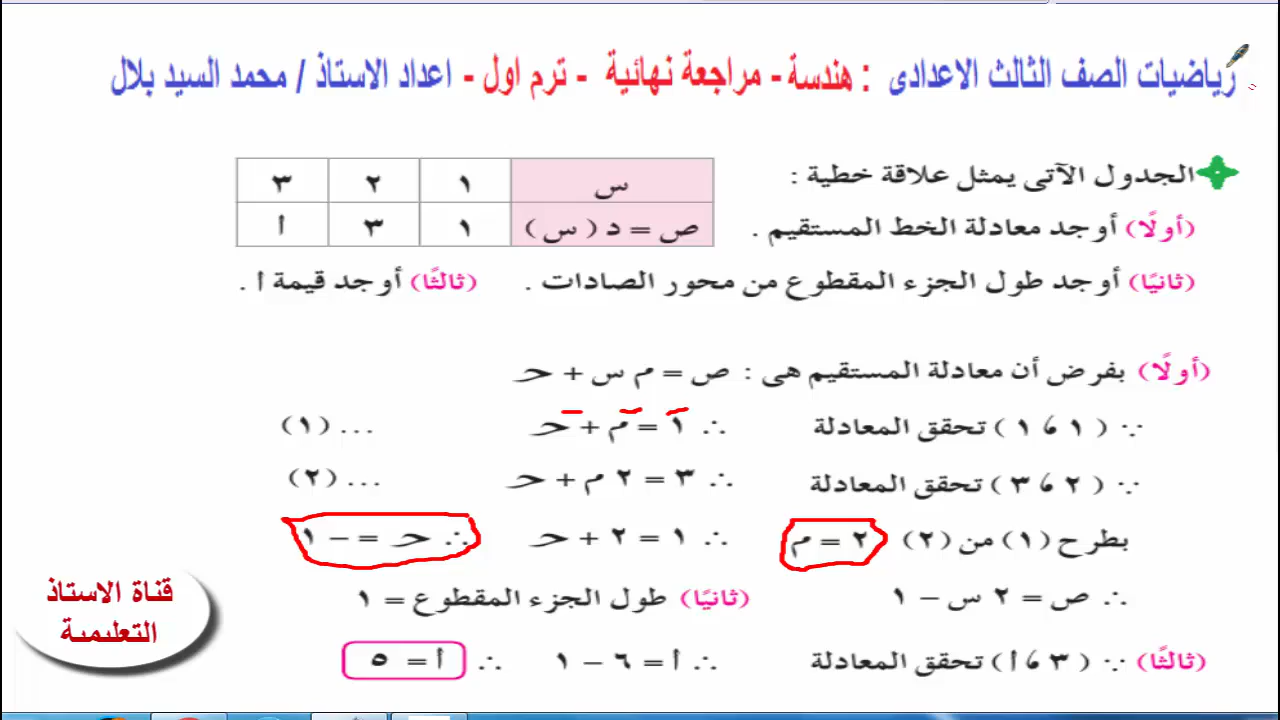 رياضيات الصف الثالث الاعدادى : هندسة - مراجعة نهائية - ترم اول - اعداد الاستاذ / محمد السيد بلال
الجدول الآتى يمثل علاقة خطية :
س ١ ٢ ٣
ص = د ( س ) ١ ٣ أ
(أولًا) أوجد معادلة الخط المستقيم .
(ثانيًا) أوجد طول الجزء المقطوع من محور الصادات . (ثالثًا) أوجد قيمة أ .
(أولًا) بفرض أن معادلة المستقيم هى : ص = م س + حـ
∵ ( ١ ، ١ ) تحقق المعادلة ∴ ١ = م + حـ ... (١)
∵ ( ٢ ، ٣ ) تحقق المعادلة ∴ ٣ = ٢ م + حـ ... (٢)
بطرح (١) من (٢) ٢ = م ∴ ١ = ٢ + حـ ∴ حـ = – ١
∴ ص = ٢ س – ١ (ثانيًا) طول الجزء المقطوع = ١
(ثالثًا) ∵ ( ٣ ، أ ) تحقق المعادلة ∴ أ = ٦ – ١ ∴ أ = ٥
قناة الاستاذ
التعليمية